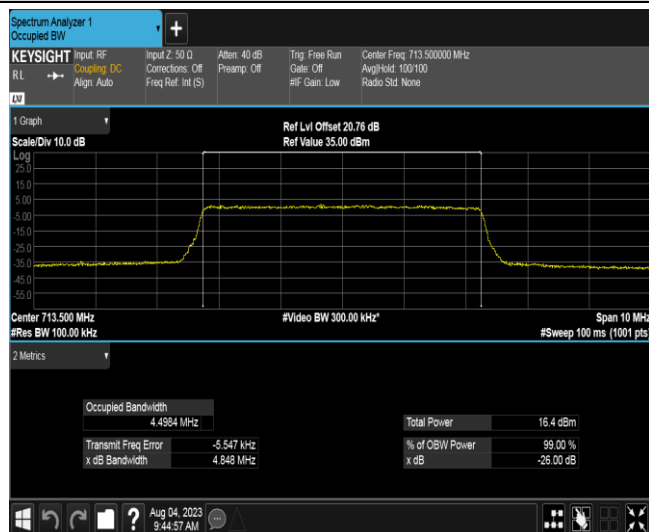 Spectrum Analyzer 1
Occupied BW
+
KEYSIGHT Input: RF Input Z: 50 Ω Atten: 40 dB Trig: Free Run Center Freq: 713.500000 MHz
RL Coupling: DC Corrections: Off Preamp: Off Gate: Off Avg|Hold: 100/100
Align: Auto Freq Ref: Int (S) #IF Gain: Low Radio Std: None
LXI
1 Graph
Ref Lvl Offset 20.76 dB
Scale/Div 10.0 dB Ref Value 35.00 dBm
Log
25.0
15.0
5.00
-5.00
-15.0
-25.0
-35.0
-45.0
-55.0
Center 713.500 MHz #Video BW 300.00 kHz* Span 10 MHz
#Res BW 100.00 kHz #Sweep 100 ms (1001 pts)
2 Metrics
Occupied Bandwidth
4.4984 MHz Total Power 16.4 dBm
Transmit Freq Error -5.547 kHz % of OBW Power 99.00 %
x dB Bandwidth 4.848 MHz x dB -26.00 dB
? Aug 04, 2023
9:44:57 AM